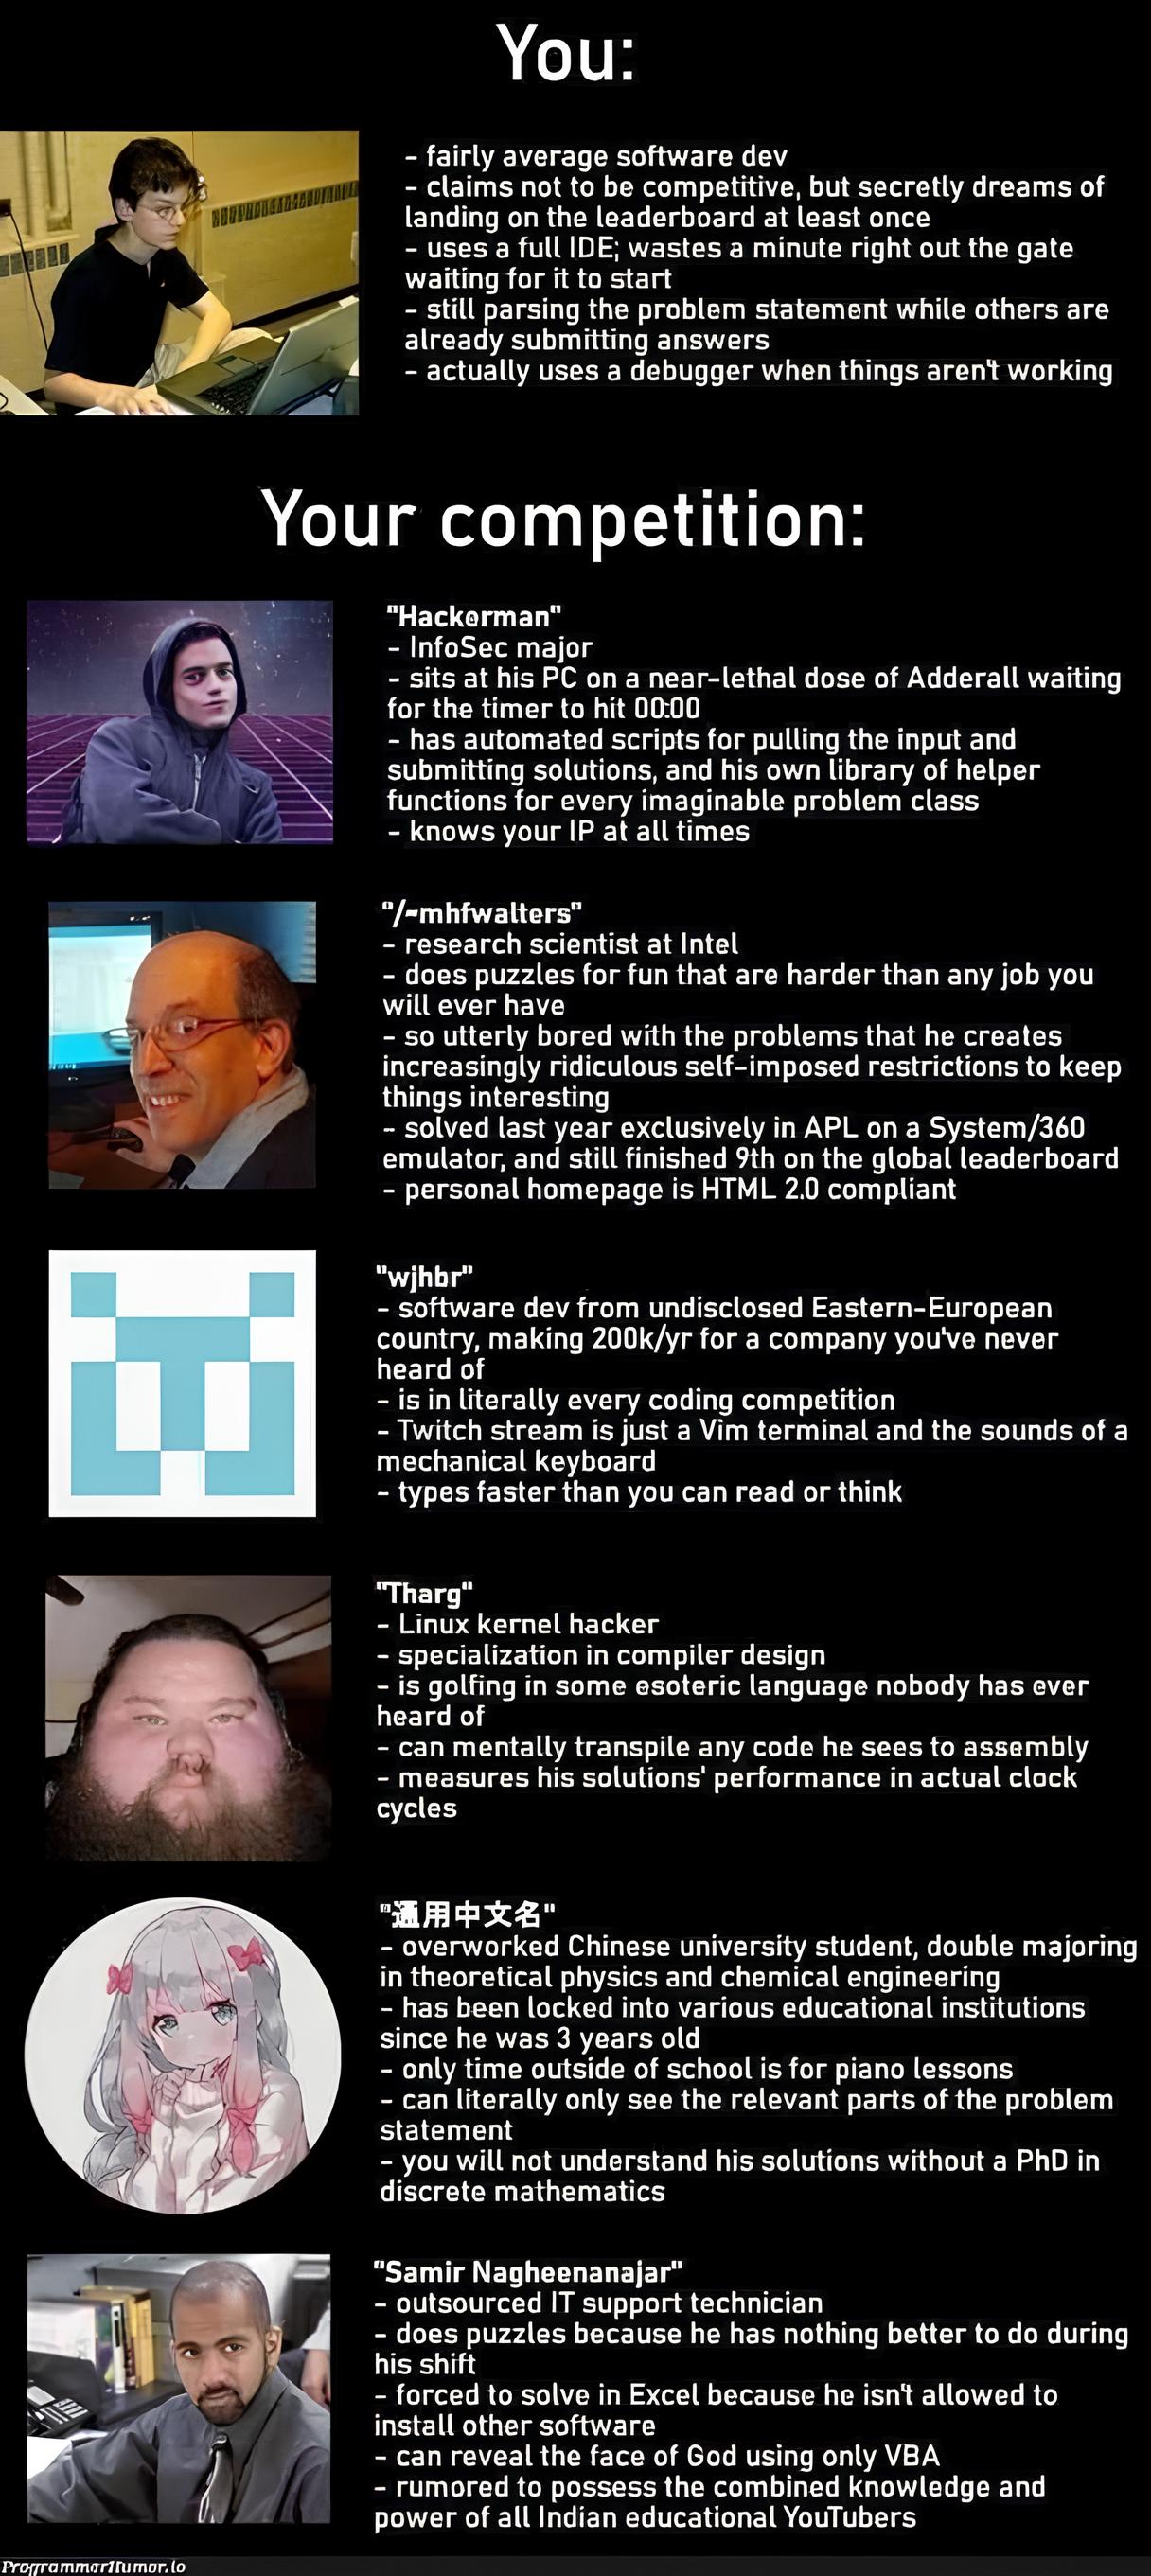 You:
- fairly average software dev
- claims not to be competitive, but secretly dreams of
landing on the leaderboard at least once
- uses a full IDE; wastes a minute right out the gate
waiting for it to start
- still parsing the problem statement while others are
already submitting answers
- actually uses a debugger when things aren't working
Your competition:
"Hackerman"
- InfoSec major
- sits at his PC on a near-lethal dose of Adderall waiting
for the timer to hit 00:00
- has automated scripts for pulling the input and
submitting solutions, and his own library of helper
functions for every imaginable problem class
- knows your IP at all times
"/~mhfwalters"
- research scientist at Intel
- does puzzles for fun that are harder than any job you
will ever have
- so utterly bored with the problems that he creates
increasingly ridiculous self-imposed restrictions to keep
things interesting
- solved last year exclusively in APL on a System/360
emulator, and still finished 9th on the global leaderboard
- personal homepage is HTML 2.0 compliant
"wjhbr"
- software dev from undisclosed Eastern-European
country, making 200k/yr for a company you've never
heard of
- is in literally every coding competition
- Twitch stream is just a Vim terminal and the sounds of a
mechanical keyboard
- types faster than you can read or think
"Tharg"
- Linux kernel hacker
- specialization in compiler design
- is golfing in some esoteric language nobody has ever
heard of
- can mentally transpile any code he sees to assembly
- measures his solutions' performance in actual clock
cycles
"通用中文名"
- overworked Chinese university student, double majoring
in theoretical physics and chemical engineering
- has been locked into various educational institutions
since he was 3 years old
- only time outside of school is for piano lessons
- can literally only see the relevant parts of the problem
statement
- you will not understand his solutions without a PhD in
discrete mathematics
"Samir Nagheenanajar"
- outsourced IT support technician
- does puzzles because he has nothing better to do during
his shift
- forced to solve in Excel because he isn't allowed to
install other software
- can reveal the face of God using only VBA
- rumored to possess the combined knowledge and
power of all Indian educational YouTubers
ProgrammerHumor.io